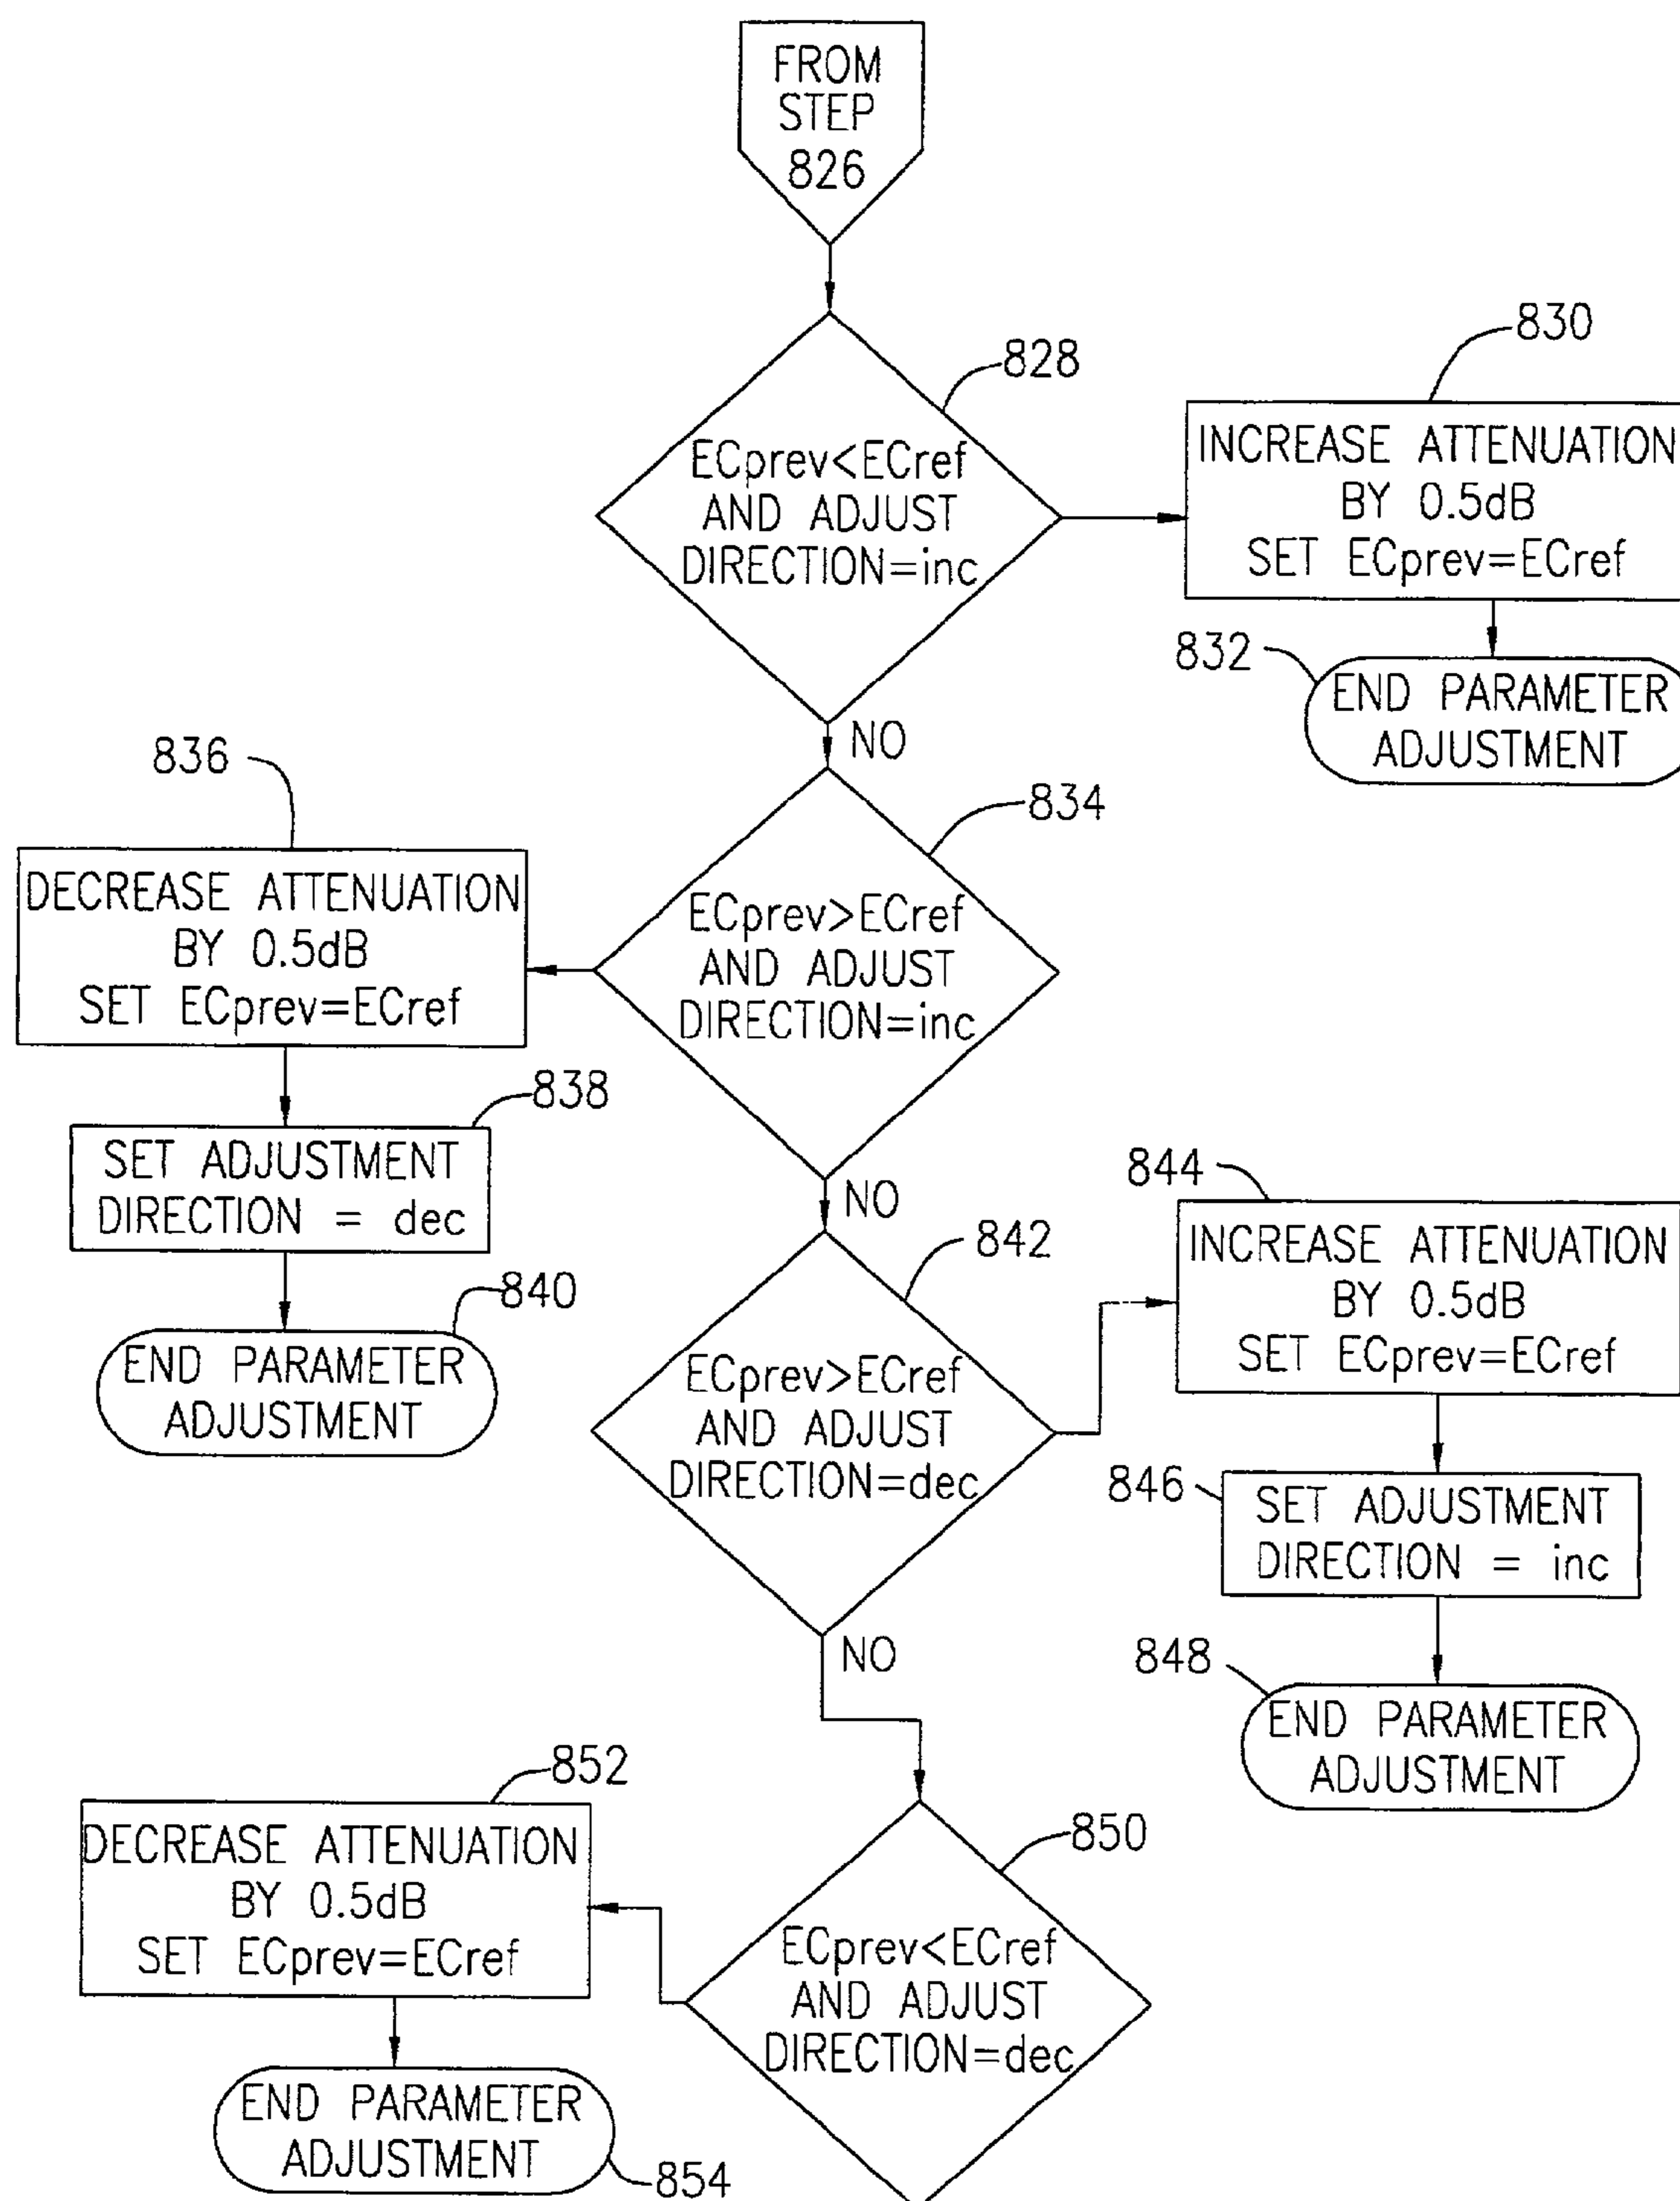 FROM
STEP
826
828
ECprev<ECref
AND ADJUST
DIRECTION=inc
830
INCREASE ATTENUATION
BY 0.5dB
SET ECprev=ECref
832
END PARAMETER
ADJUSTMENT
NO
834
ECprev>ECref
AND ADJUST
DIRECTION=inc
836
DECREASE ATTENUATION
BY 0.5dB
SET ECprev=ECref
838
SET ADJUSTMENT
DIRECTION = dec
840
END PARAMETER
ADJUSTMENT
NO
842
ECprev>ECref
AND ADJUST
DIRECTION=dec
844
INCREASE ATTENUATION
BY 0.5dB
SET ECprev=ECref
846
SET ADJUSTMENT
DIRECTION = inc
848
END PARAMETER
ADJUSTMENT
NO
850
ECprev<ECref
AND ADJUST
DIRECTION=dec
852
DECREASE ATTENUATION
BY 0.5dB
SET ECprev=ECref
END PARAMETER
ADJUSTMENT
854